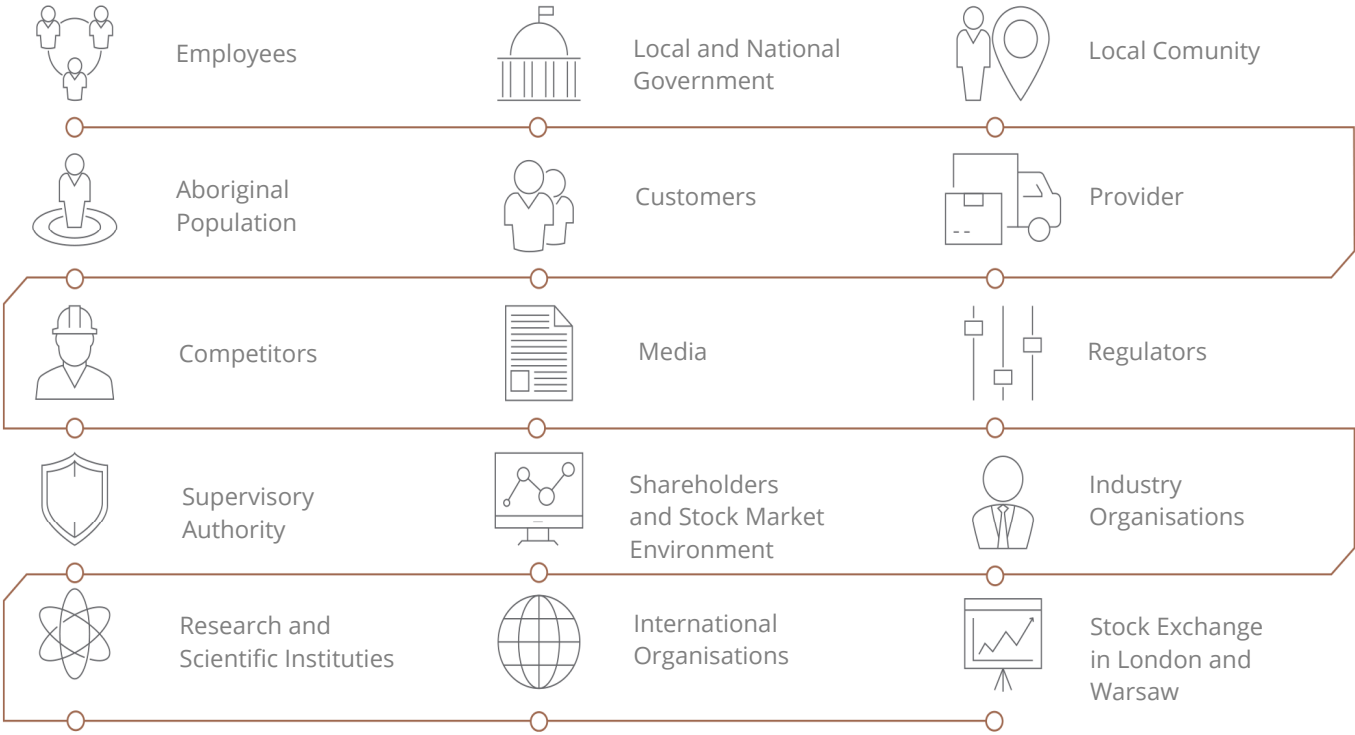 Employees
Local and National
Government
Local Comunity
Aboriginal
Population
Customers
Provider
Competitors
Media
Regulators
Supervisory
Authority
Shareholders
and Stock Market
Environment
Industry
Organisations
Research and
Scientific Instituties
International
Organisations
Stock Exchange
in London and
Warsaw